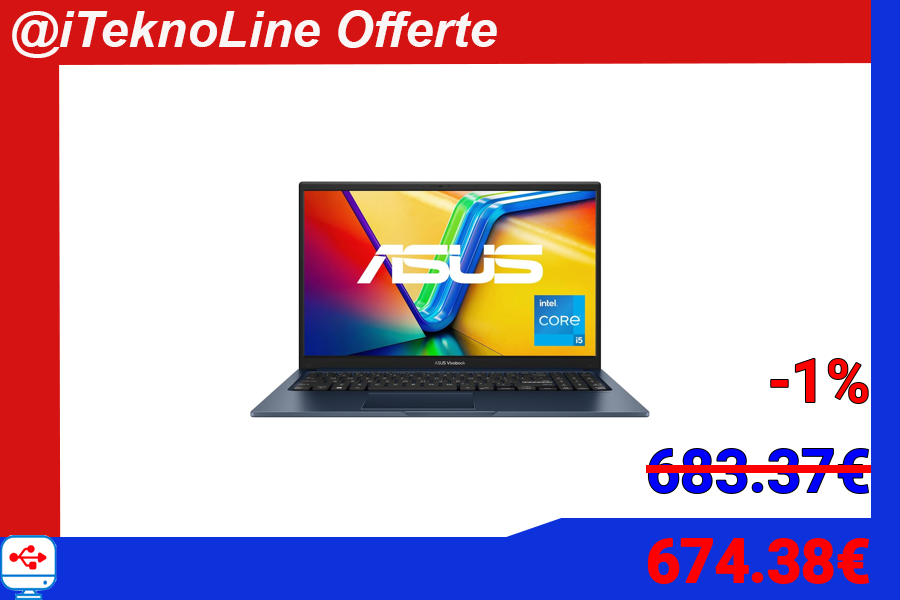 @iTeknoLine Offerte
ASUS
intel.
CORE
i5
ASUS Vivobook
-1%
683.37€
674.38€